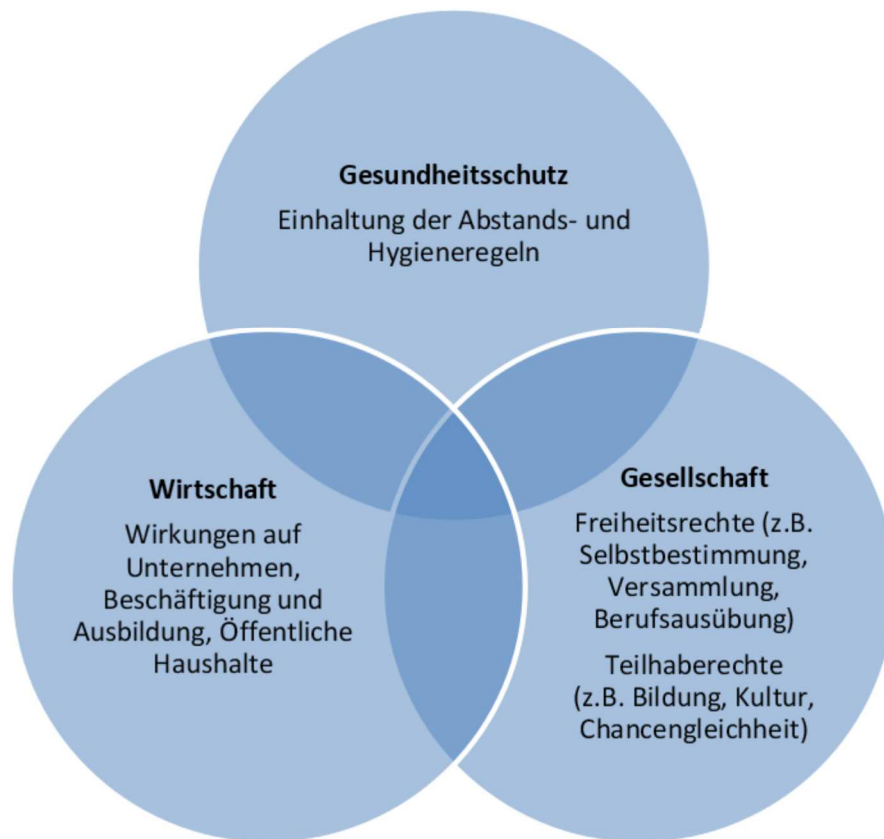 Gesundheitsschutz
Einhaltung der Abstands- und
Hygieneregeln
Wirtschaft
Wirkungen auf
Unternehmen,
Beschäftigung und
Ausbildung, Öffentliche
Haushalte
Gesellschaft
Freiheitsrechte (z.B.
Selbstbestimmung,
Versammlung,
Berufsausübung)
Teilhaberechte
(z.B. Bildung, Kultur,
Chancengleichheit)